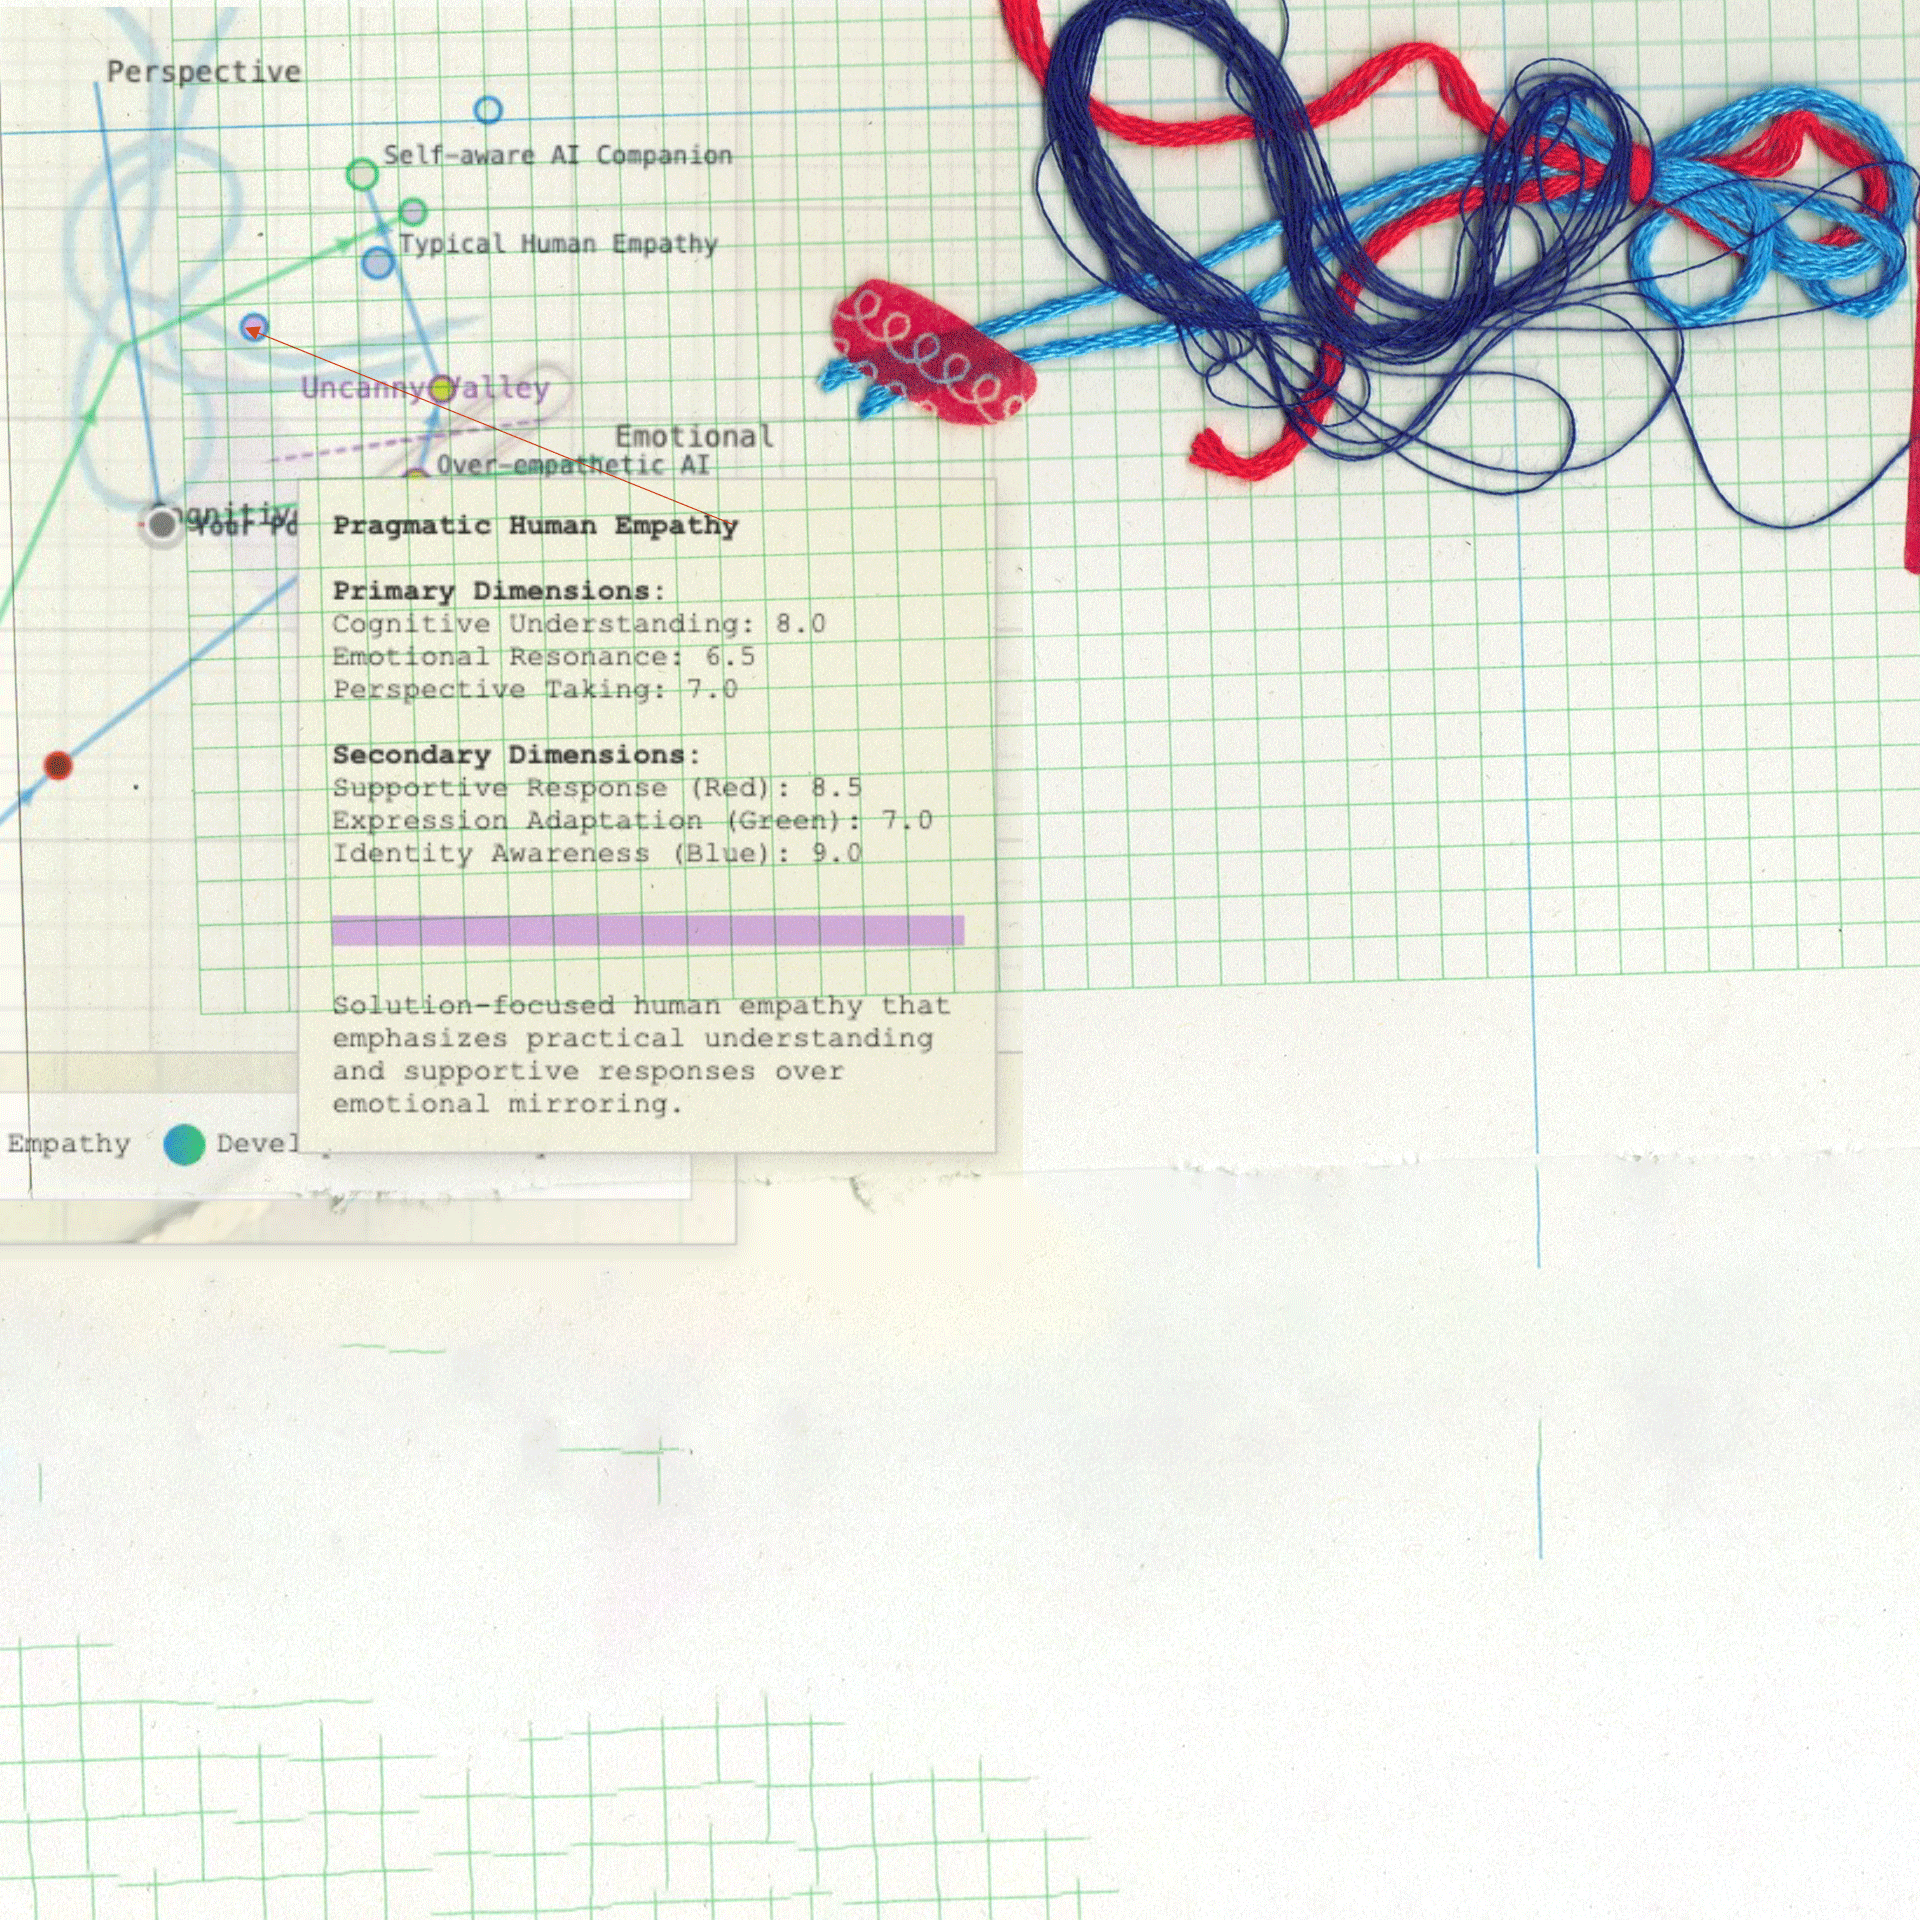 Perspective
Self-aware AI Companion
Typical Human Empathy
Uncanny Valley
Emotional
Over-empathetic AI
Your
Pragmatic Human Empathy
Primary Dimensions:
Cognitive Understanding: 8.0
Emotional Resonance: 6.5
Perspective Taking: 7.0
Secondary Dimensions:
Supportive Response (Red): 8.5
Expression Adaptation (Green): 7.0
Identity Awareness (Blue): 9.0
Solution-focused human empathy that
emphasizes practical understanding
and supportive responses over
emotional mirroring.
Empathy
Devel